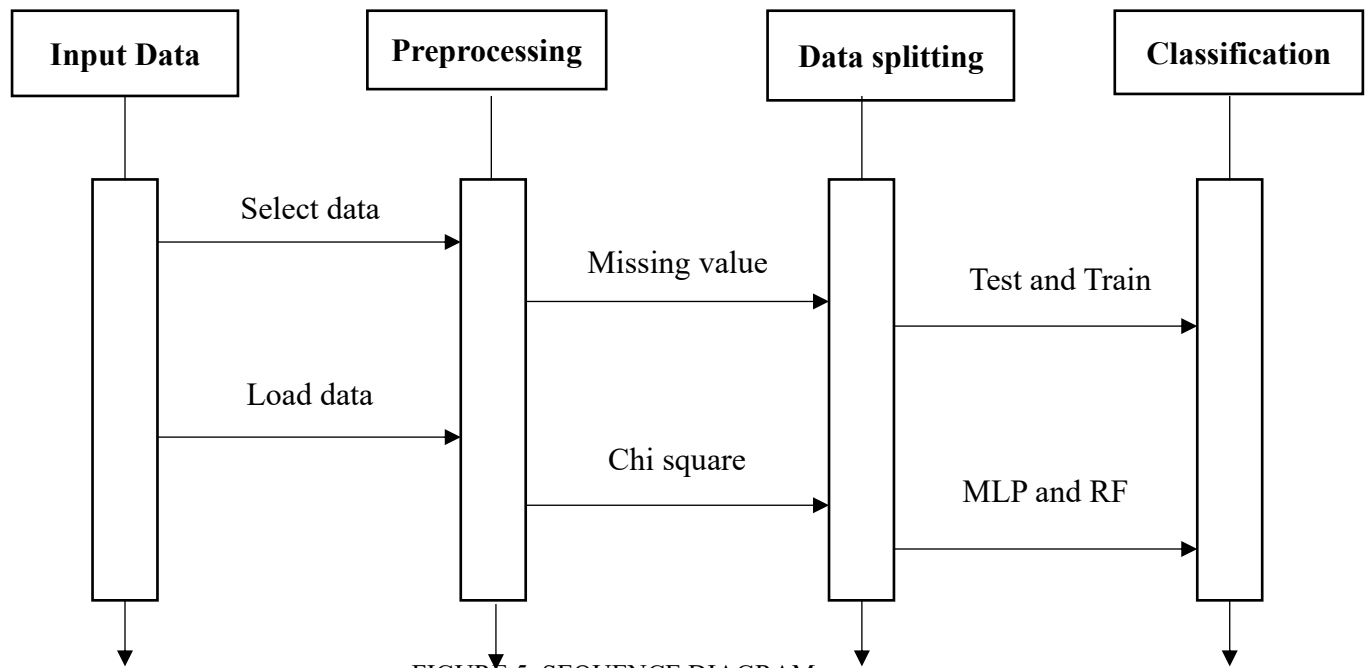 Input Data
Preprocessing
Data splitting
Classification
Select data
Missing value
Test and Train
Load data
Chi square
MLP and RF
FIGURE 5. SEQUENCE DIAGRAM